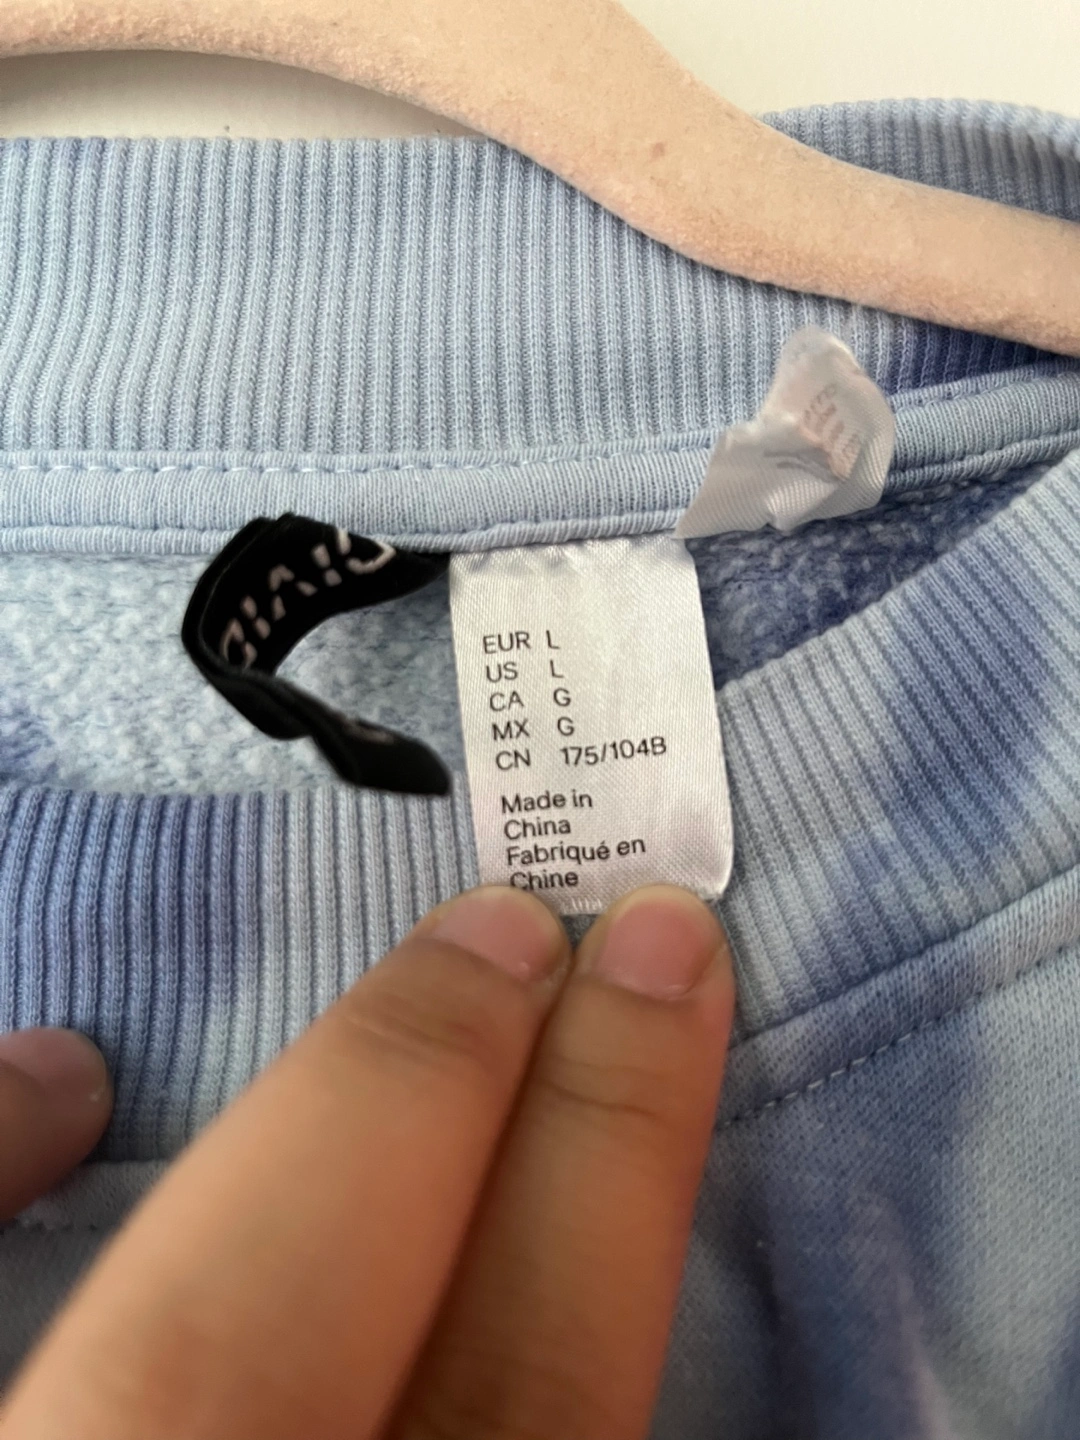 EUR L
US L
CA G
MX G
CN 175/104B
Made in
China
Fabriqué en
Chine